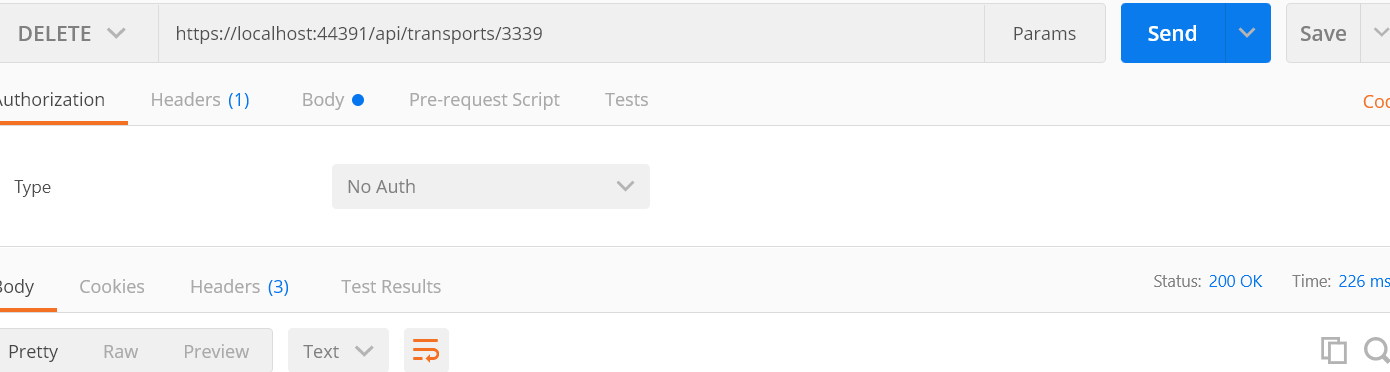 DELETE https://localhost:44391/api/transports/3339 Params Send Save
Authorization Headers (1) Body Pre-request Script Tests
Type No Auth
Body Cookies Headers (3) Test Results Status: 200 OK Time: 226 ms
Pretty Raw Preview Text